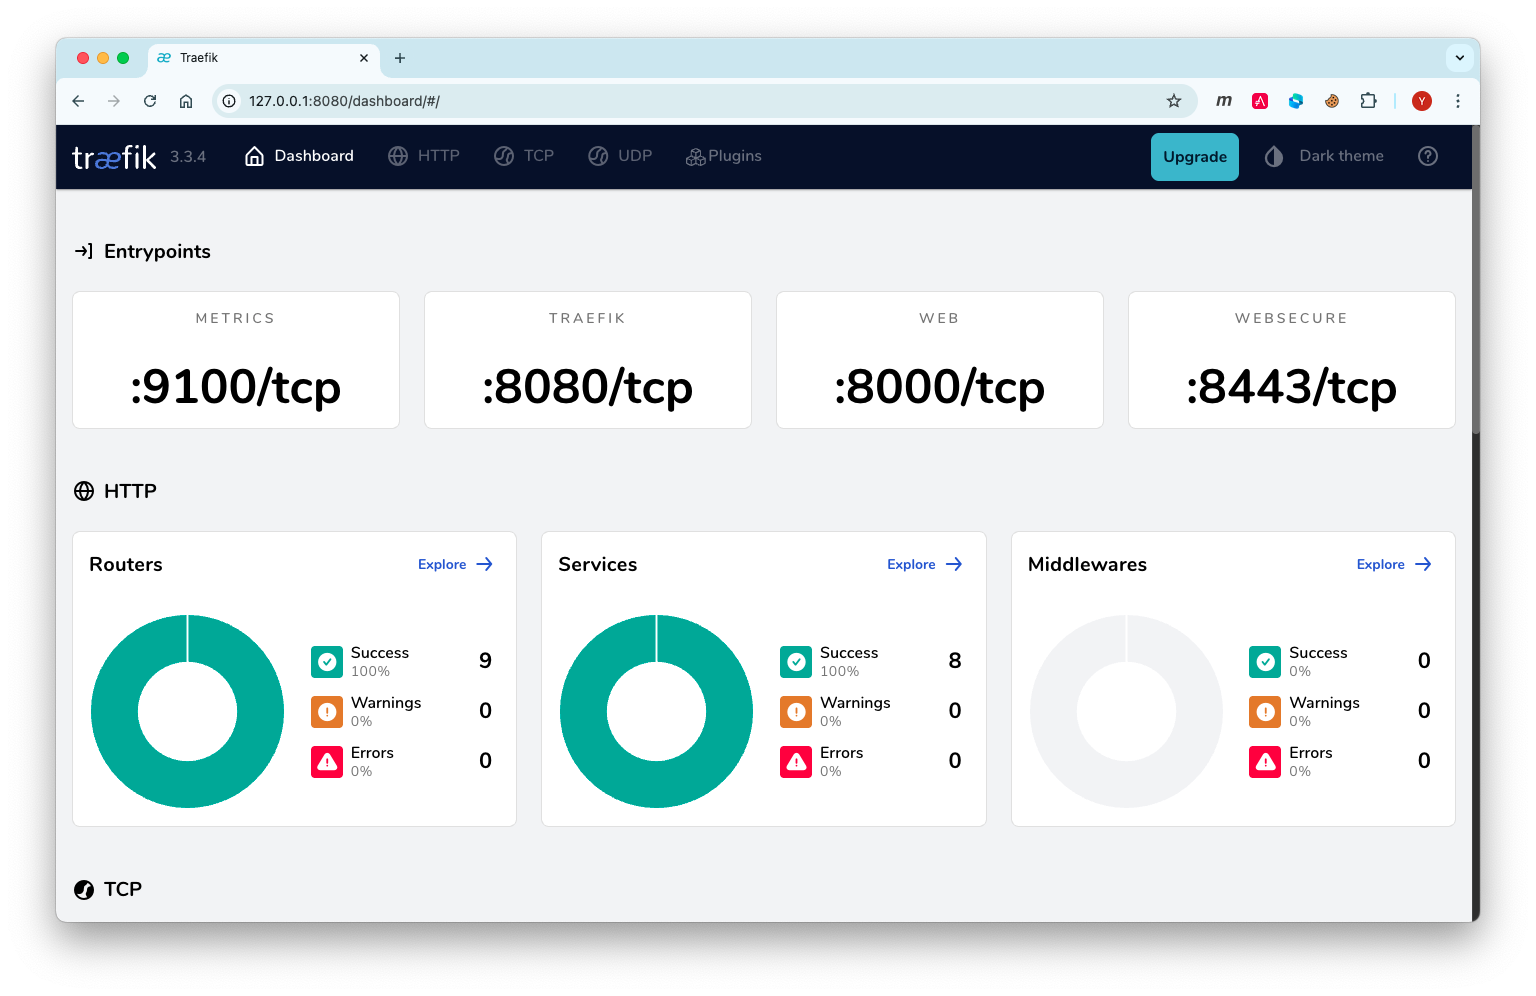 Traefik
127.0.0.1:8080/dashboard/#/
m
Y
træfik 3.3.4 Dashboard HTTP TCP UDP Plugins Upgrade Dark theme
Entrypoints
METRICS TRAEFIK WEB WEBSECURE
:9100/tcp :8080/tcp :8000/tcp :8443/tcp
HTTP
Routers Explore
Success 9
100%
Warnings 0
0%
Errors 0
0%
Services Explore
Success 8
100%
Warnings 0
0%
Errors 0
0%
Middlewares Explore
Success 0
0%
Warnings 0
0%
Errors 0
0%
TCP